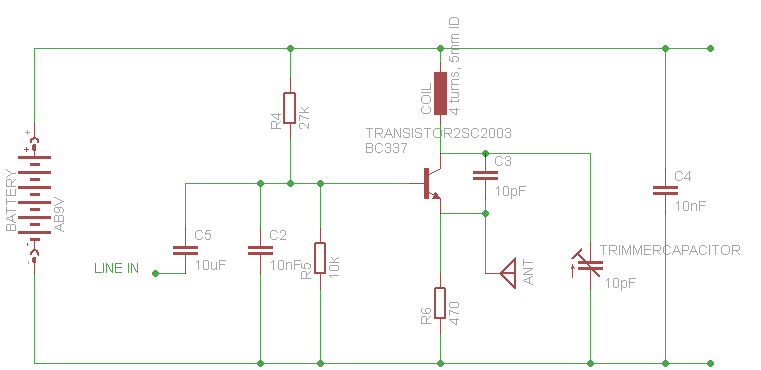 COIL
4 turns, 5mm ID
R4
27k
TRANSISTOR2SC2003
BC337
C3
10pF
C4
10nF
+
+
BATTERY
AB9V
-
-
C5
10uF
C2
10nF
R5
10k
LINE IN
ANT
TRIMMERCAPACITOR
10pF
R6
470